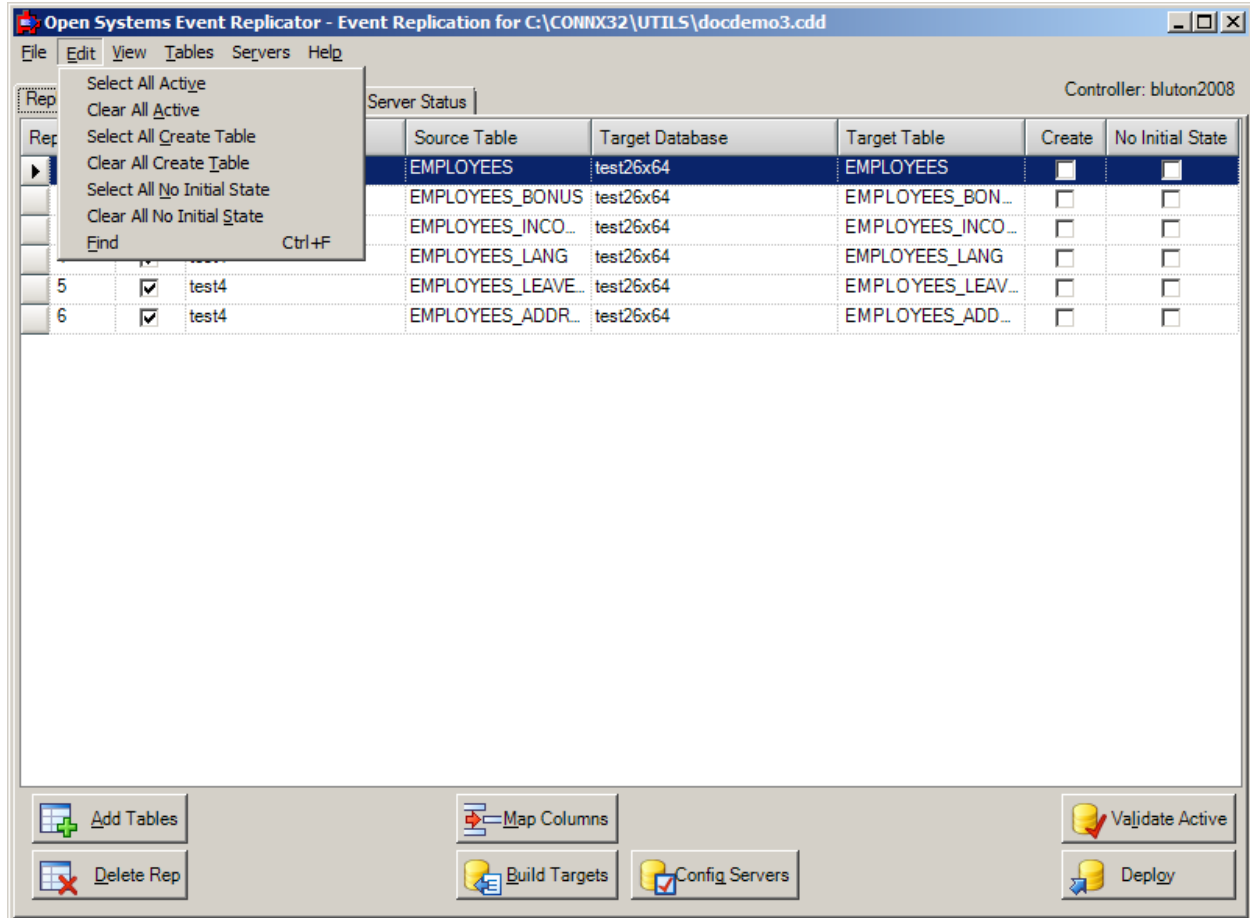 Open Systems Event Replicator - Event Replication for C:\CONNX32\UTILS\docdemo3.cdd
File Edit View Tables Servers Help
Select All Active
Clear All Active
Select All Create Table
Clear All Create Table
Select All No Initial State
Clear All No Initial State
Find Ctrl+F
Server Status
Controller: bluton2008
Source Table Target Database Target Table Create No Initial State
EMPLOYEES test26x64 EMPLOYEES
EMPLOYEES_BONUS test26x64 EMPLOYEES_BON...
EMPLOYEES_INCO... test26x64 EMPLOYEES_INCO...
EMPLOYEES_LANG test26x64 EMPLOYEES_LANG
5 test4 EMPLOYEES_LEAVE... test26x64 EMPLOYEES_LEAV...
6 test4 EMPLOYEES_ADDR... test26x64 EMPLOYEES_ADD...
Add Tables Map Columns Validate Active
Delete Rep Build Targets Config Servers Deploy